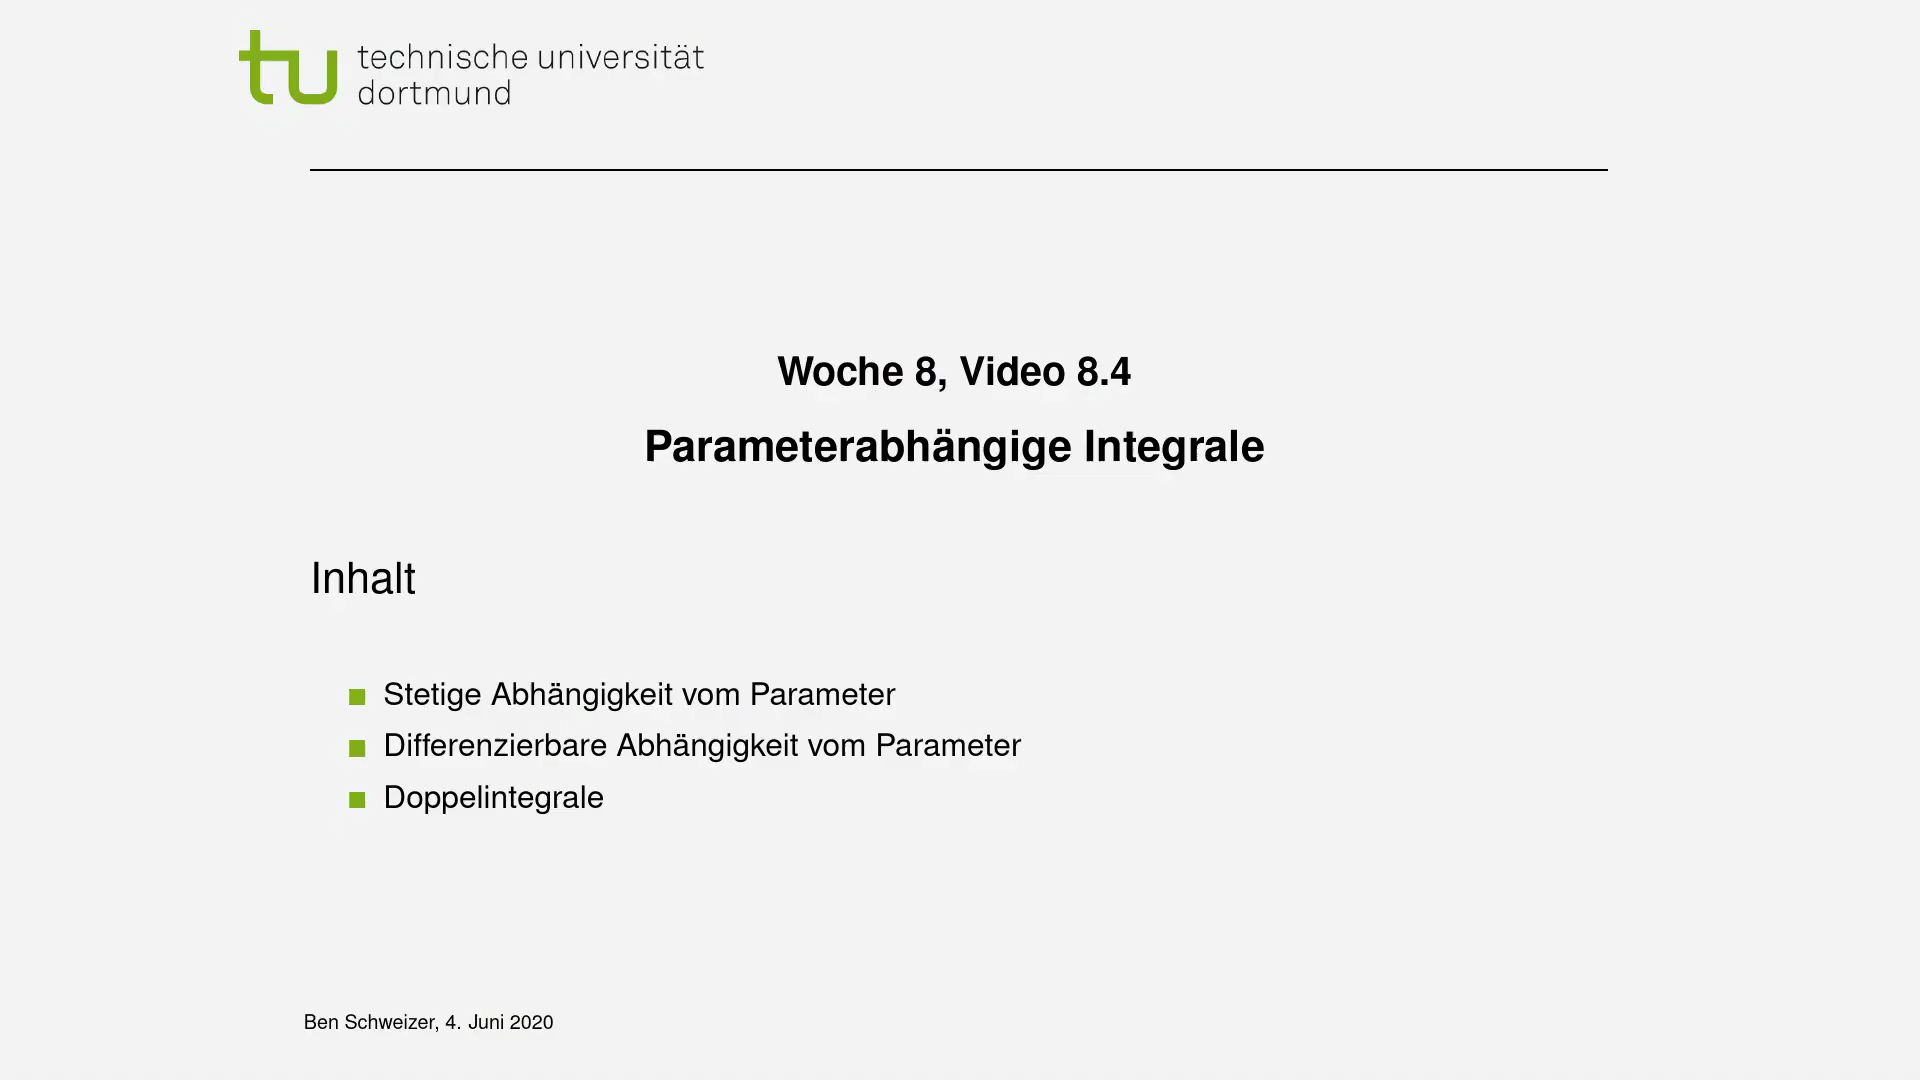 technische universität
dortmund
Woche 8, Video 8.4
Parameterabhängige Integrale
Inhalt
Stetige Abhängigkeit vom Parameter
Differenzierbare Abhängigkeit vom Parameter
Doppelintegrale
Ben Schweizer, 4. Juni 2020